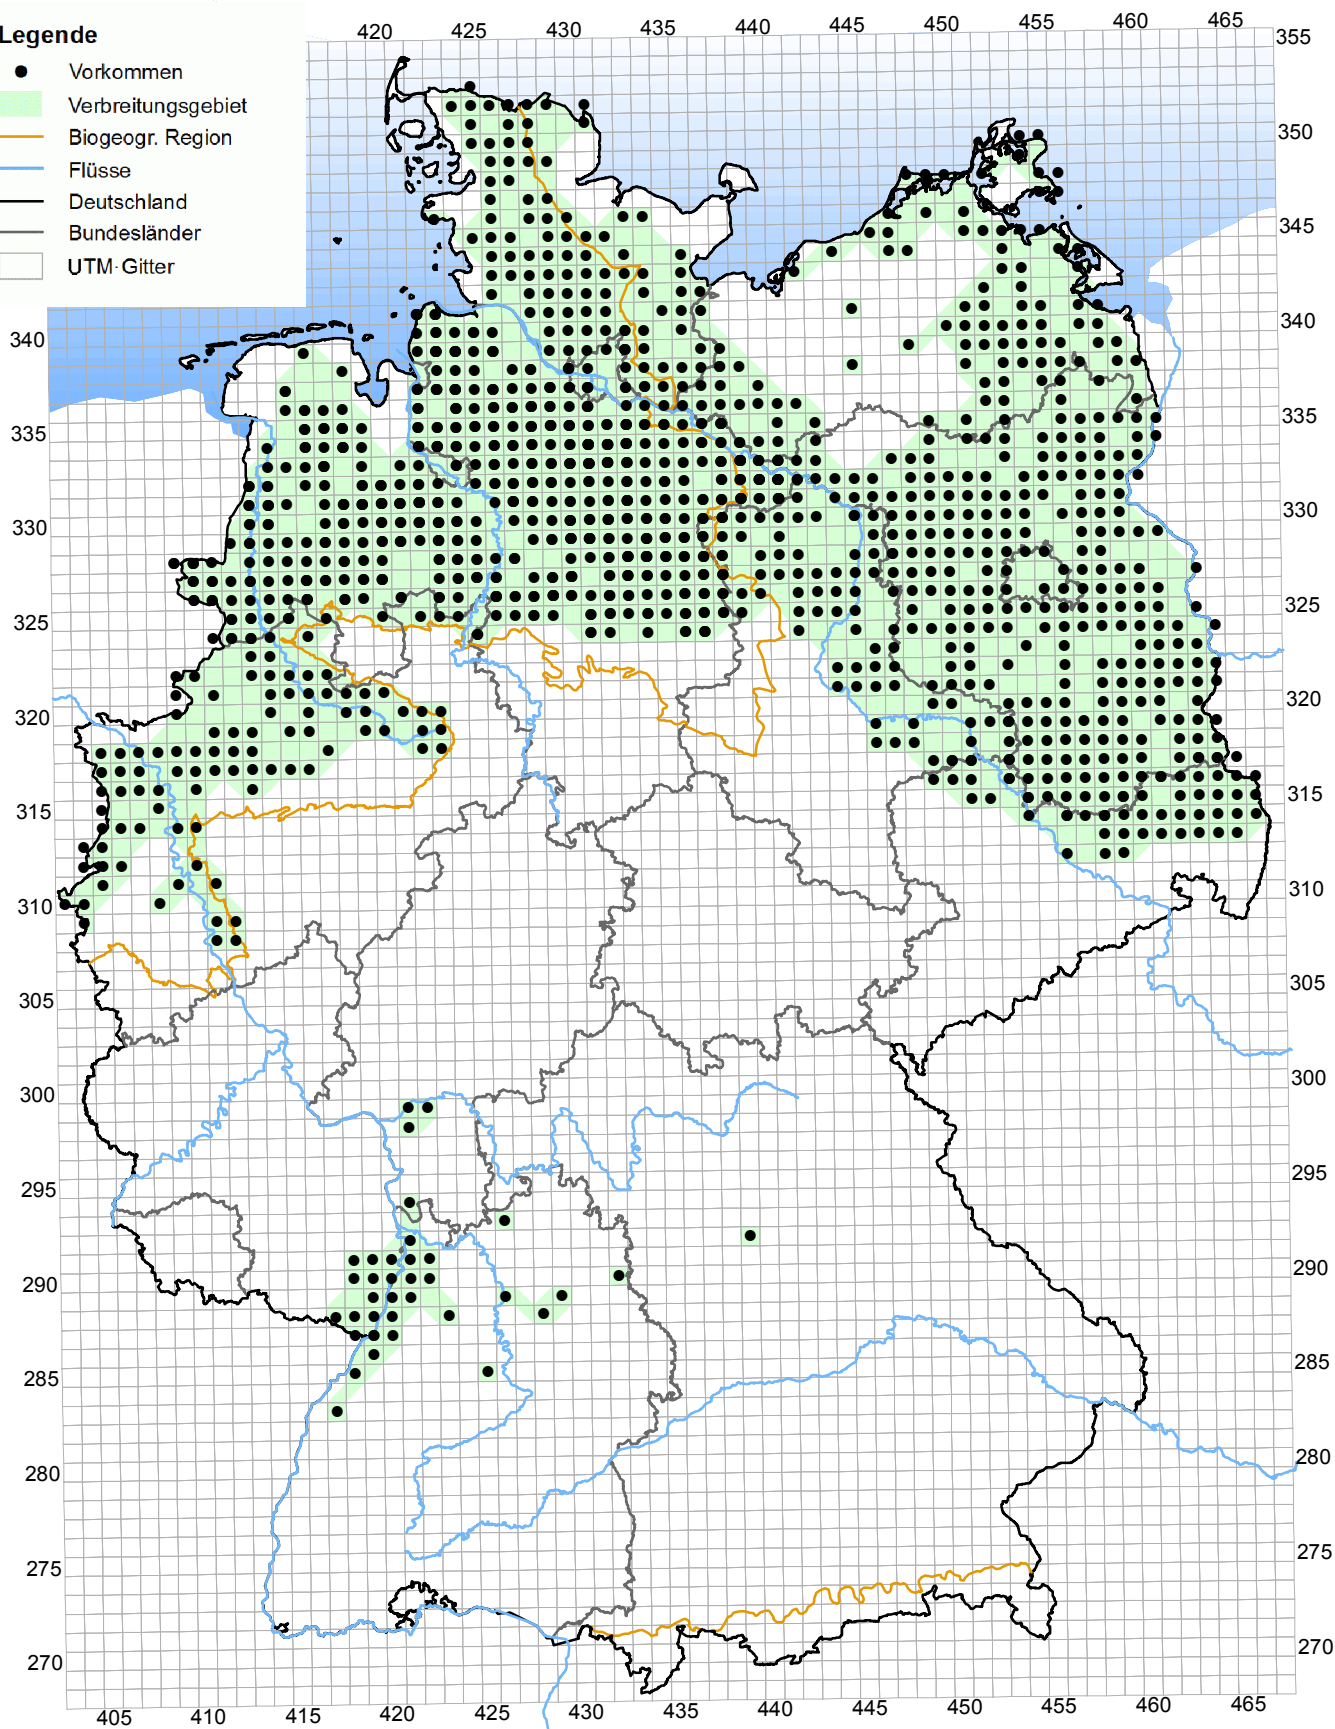 Legende
Vorkommen
Verbreitungsgebiet
Biogeogr. Region
Flüsse
Deutschland
Bundesländer
UTM-Gitter
420 425 430 435 440 445 450 455 460 465
355
350
345
340 340
335 335
330 330
325 325
320 320
315 315
310 310
305 305
300 300
295 295
290 290
285 285
280 280
275 275
270 270
405 410 415 420 425 430 435 440 445 450 455 460 465